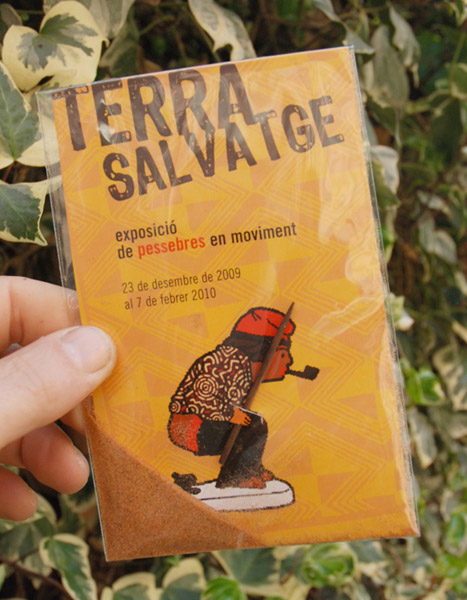 TERRA
SALVATGE
exposició
de pessebres en moviment
23 de desembre de 2009
al 7 de febrer 2010